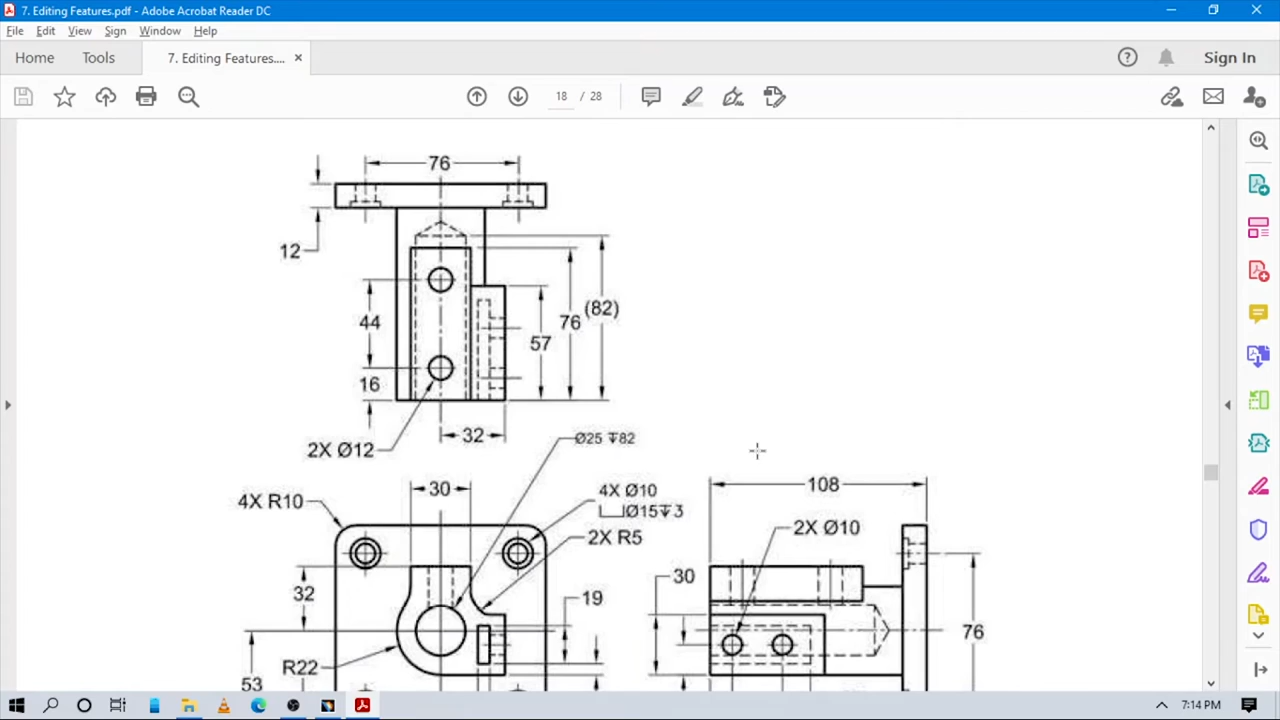 7. Editing Features.pdf - Adobe Acrobat Reader DC
File Edit View Sign Window Help
Home Tools 7. Editing Features.... × Sign In
18 / 28
76
12
44
16
57
76
(82)
32
2X Ø12
Ø25 ↧82
4X R10
30
4X Ø10
⌴Ø15↧3
2X R5
32
19
R22
53
108
2X Ø10
30
76
7:14 PM